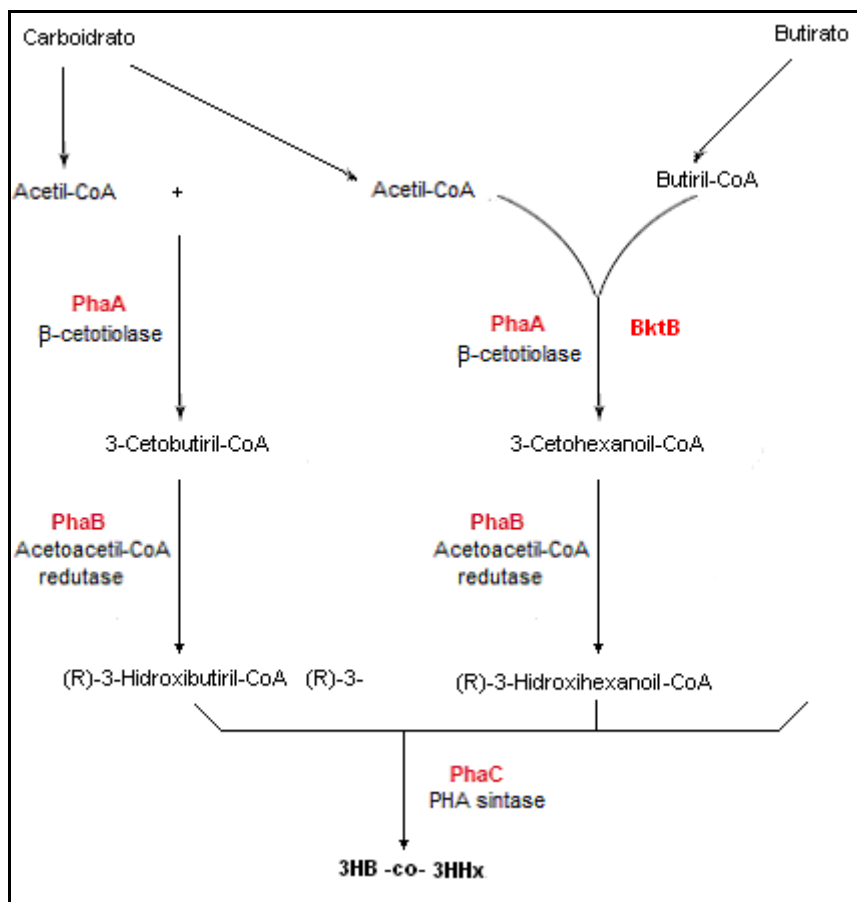 Carboidrato
Butirato
Acetil-CoA +
Acetil-CoA
Butiril-CoA
PhaA
β-cetotiolase
PhaA
β-cetotiolase
BktB
3-Cetobutiril-CoA
3-Cetohexanoil-CoA
PhaB
Acetoacetil-CoA
redutase
PhaB
Acetoacetil-CoA
redutase
(R)-3-Hidroxibutiril-CoA (R)-3-
(R)-3-Hidroxihexanoil-CoA
PhaC
PHA sintase
3HB -co- 3HHx